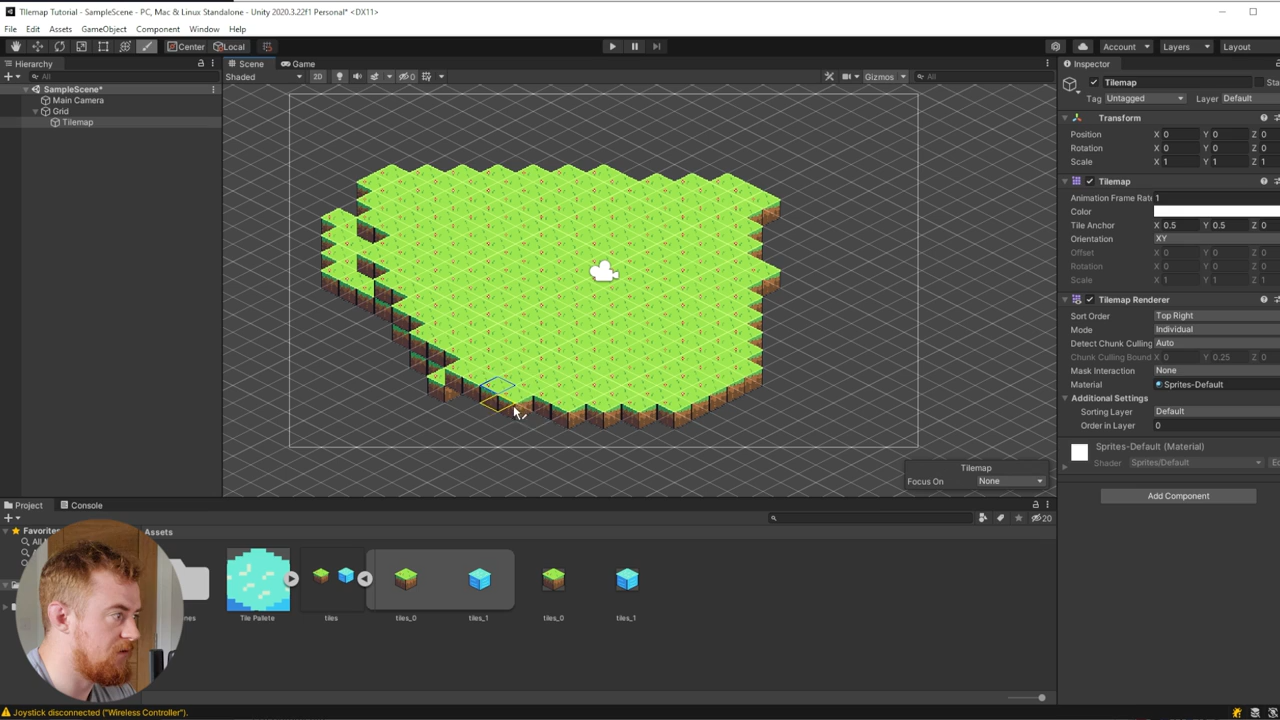 Tilemap Tutorial - SampleScene - PC, Mac & Linux Standalone - Unity 2020.3.22f1 Personal* <DX11>
File Edit Assets GameObject Component Window Help
Center Local Account Layers Layout
Hierarchy
All
SampleScene*
Main Camera
Grid
Tilemap
Scene Game
Shaded 2D 0 Gizmos All
Inspector
Tilemap Sta
Tag Untagged Layer Default
Transform
Position X 0 Y 0 Z 0
Rotation X 0 Y 0 Z 0
Scale X 1 Y 1 Z 1
Tilemap
Animation Frame Rate 1
Color
Tile Anchor X 0.5 Y 0.5 Z 0
Orientation XY
Offset X 0 Y 0 Z 0
Rotation X 0 Y 0 Z 0
Scale X 1 Y 1 Z 1
Tilemap Renderer
Sort Order Top Right
Mode Individual
Detect Chunk Culling Auto
Chunk Culling Bound X 0 Y 0.25 Z 0
Mask Interaction None
Material Sprites-Default
Additional Settings
Sorting Layer Default
Order in Layer 0
Sprites-Default (Material)
Shader Sprites/Default Ed
Add Component
Tilemap
Focus On None
Project Console
20
Favorites
Assets
Tile Palete tiles tiles_0 tiles_1 tiles_0 tiles_1
Joystick disconnected ("Wireless Controller").